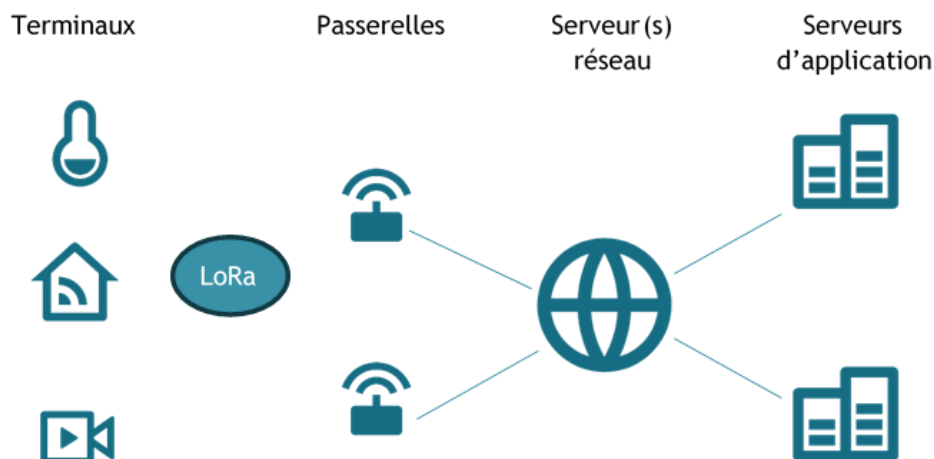 Terminaux
Passerelles
Serveur(s)
réseau
Serveurs
d'application
LoRa